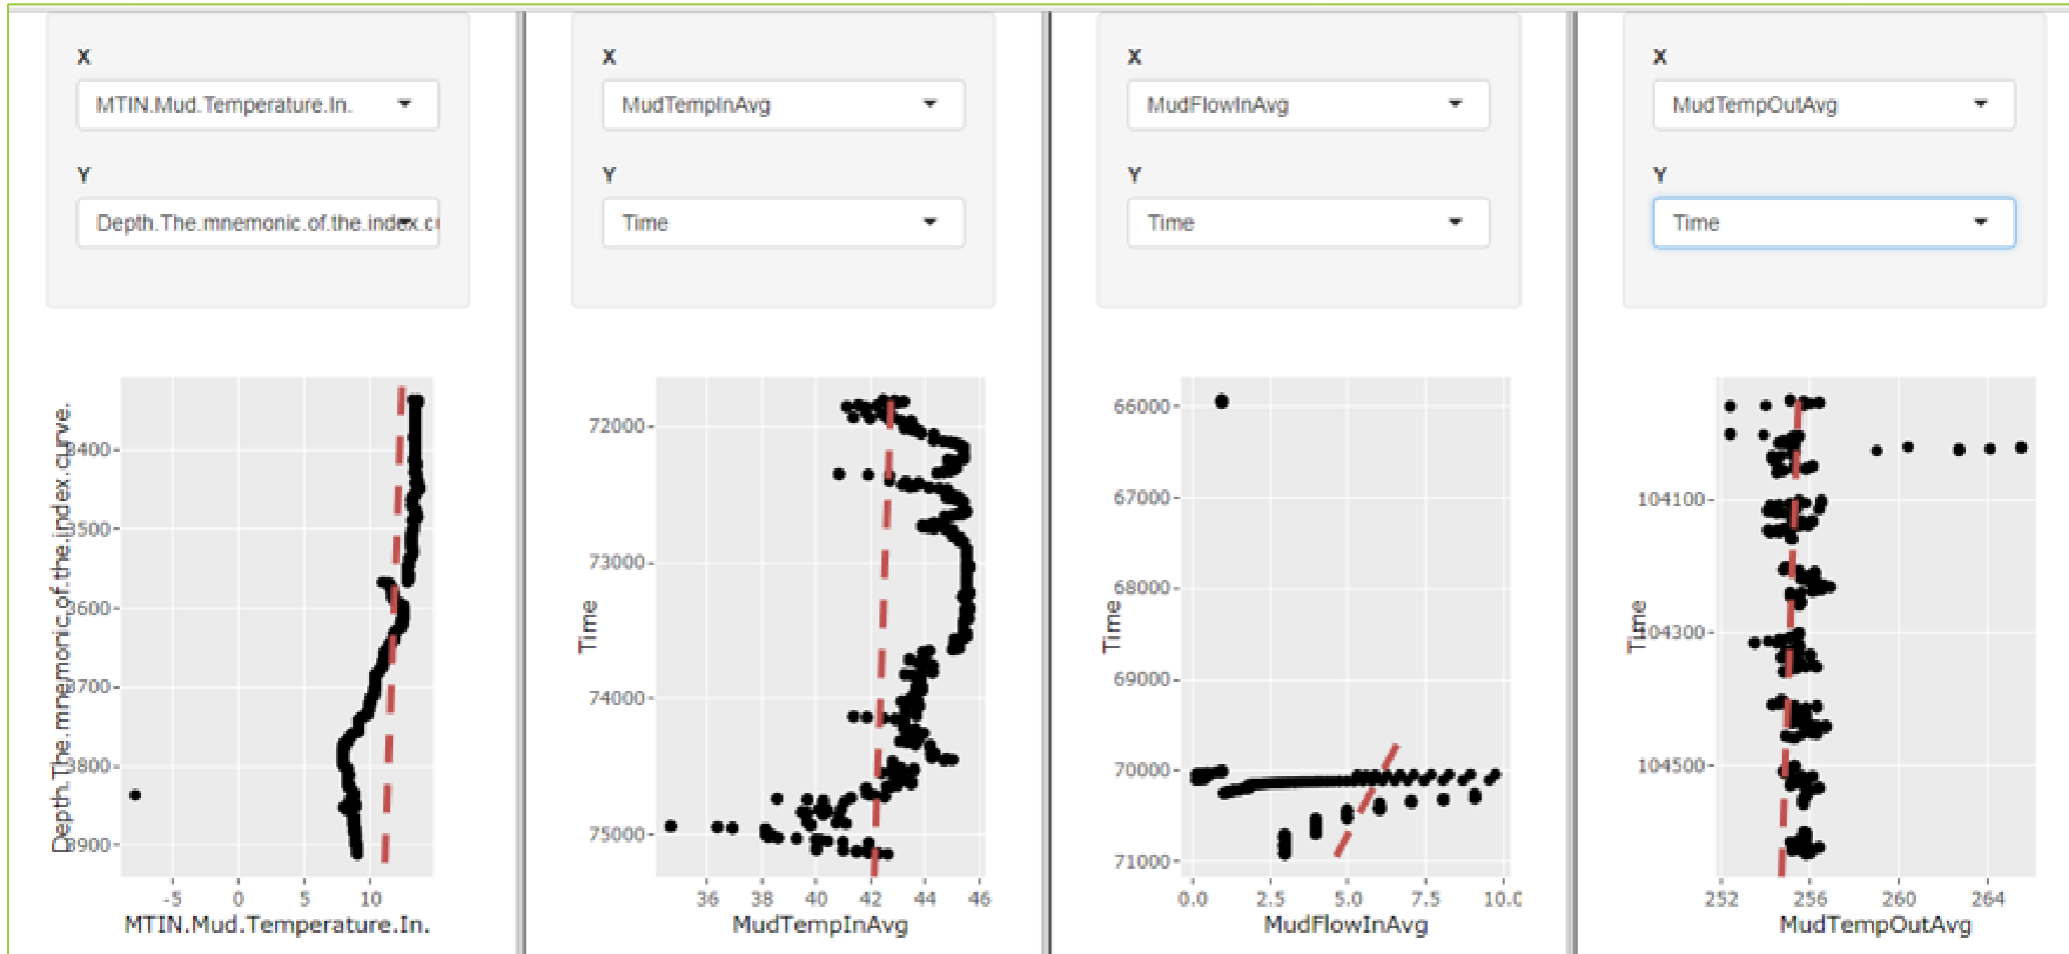 X
MTIN.Mud.Temperature.In.
Y
Depth.The.mnemonic.of.the.index.c
Depth.The.mnemonic.of.the.index.curve.
3400
3500
3600
3700
3800
3900
-5 0 5 10
MTIN.Mud.Temperature.In.
X
MudTempInAvg
Y
Time
Time
72000
73000
74000
75000
36 38 40 42 44 46
MudTempInAvg
X
MudFlowInAvg
Y
Time
Time
66000
67000
68000
69000
70000
71000
0.0 2.5 5.0 7.5 10.0
MudFlowInAvg
X
MudTempOutAvg
Y
Time
Time
104100
104300
104500
252 256 260 264
MudTempOutAvg